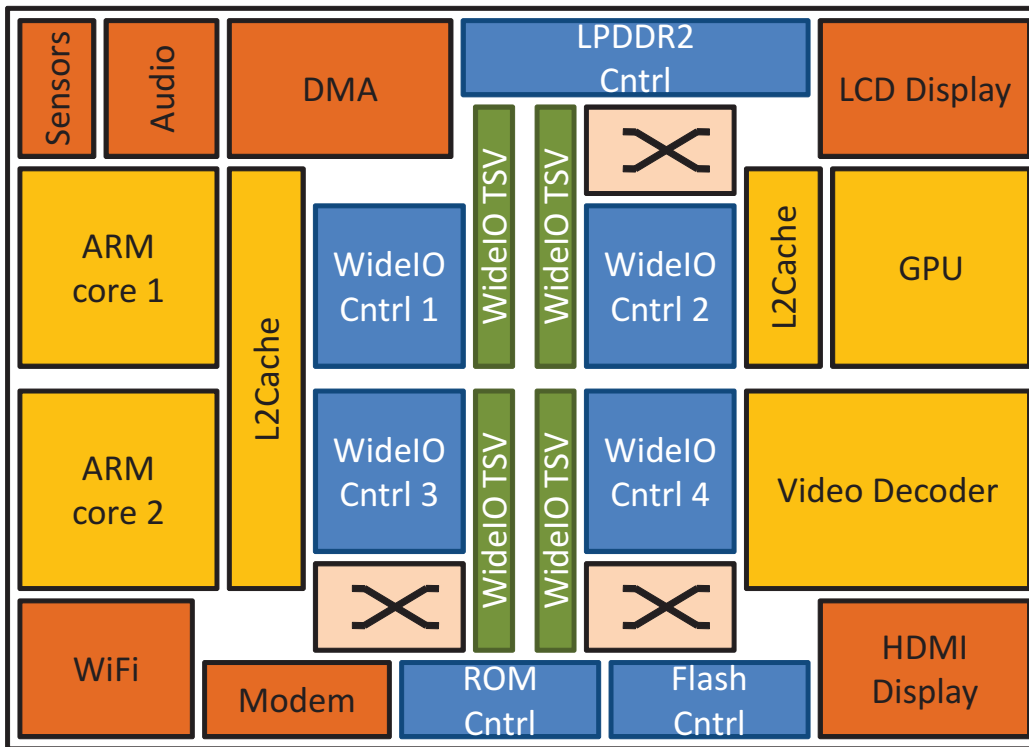 Sensors
Audio
DMA
LPDDR2
Cntrl
LCD Display
ARM
core 1
L2Cache
WideIO
Cntrl 1
WideIO TSV
WideIO TSV
WideIO
Cntrl 2
L2Cache
GPU
ARM
core 2
WideIO
Cntrl 3
WideIO TSV
WideIO TSV
WideIO
Cntrl 4
Video Decoder
WiFi
Modem
ROM
Cntrl
Flash
Cntrl
HDMI
Display